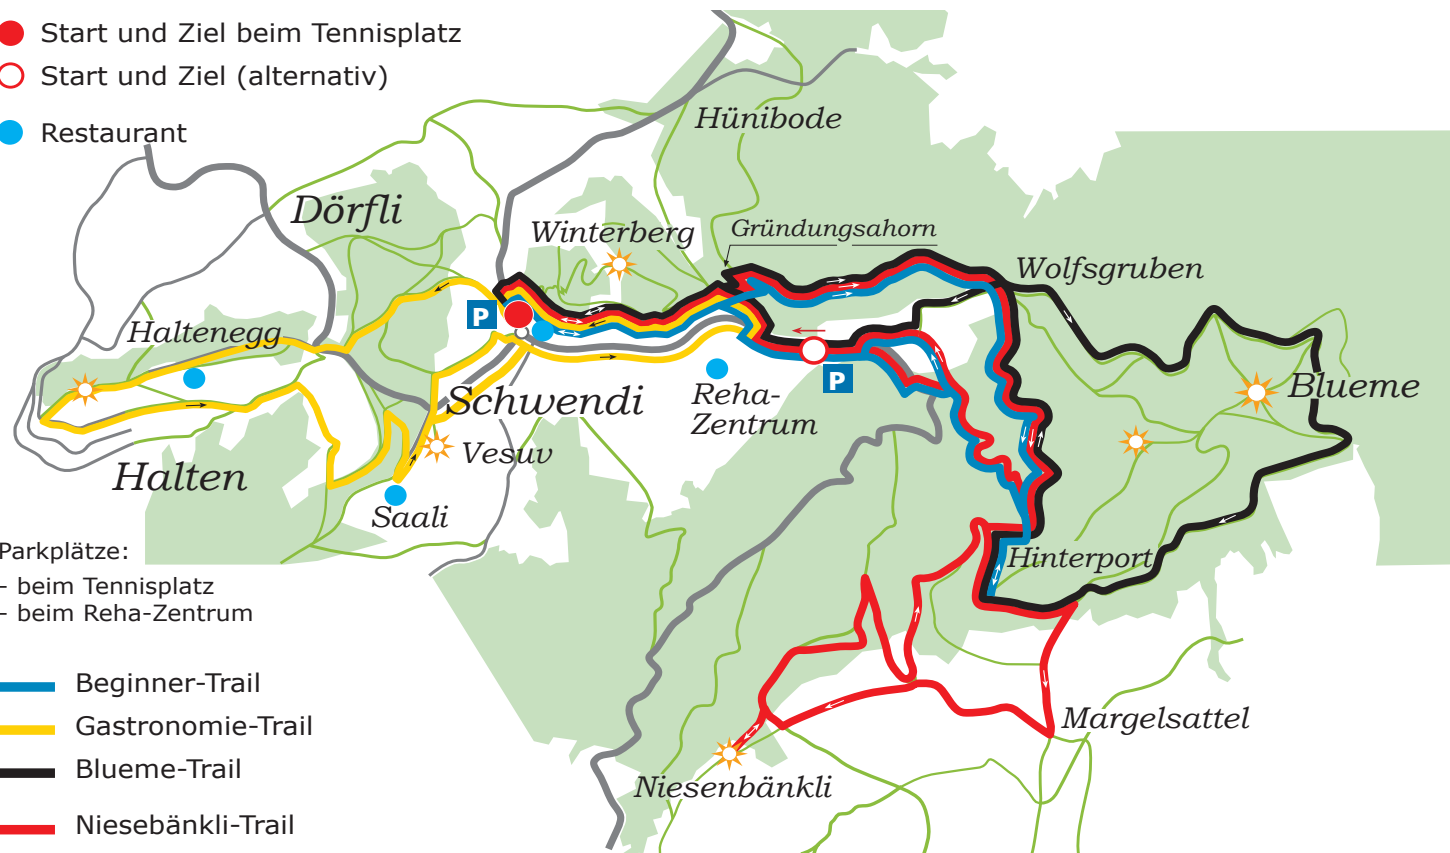 Start und Ziel beim Tennisplatz
Start und Ziel (alternativ)
Restaurant
Hünibode
Dörfli
Winterberg
Gründungsahorn
Wolfsgruben
Haltenegg
P
P
Blueme
Schwendi
Reha-
Zentrum
Vesuv
Halten
Saali
Hinterport
Parkplätze:
- beim Tennisplatz
- beim Reha-Zentrum
Margelsattel
Niesenbänkli
Beginner-Trail
Gastronomie-Trail
Blueme-Trail
Niesebänkli-Trail